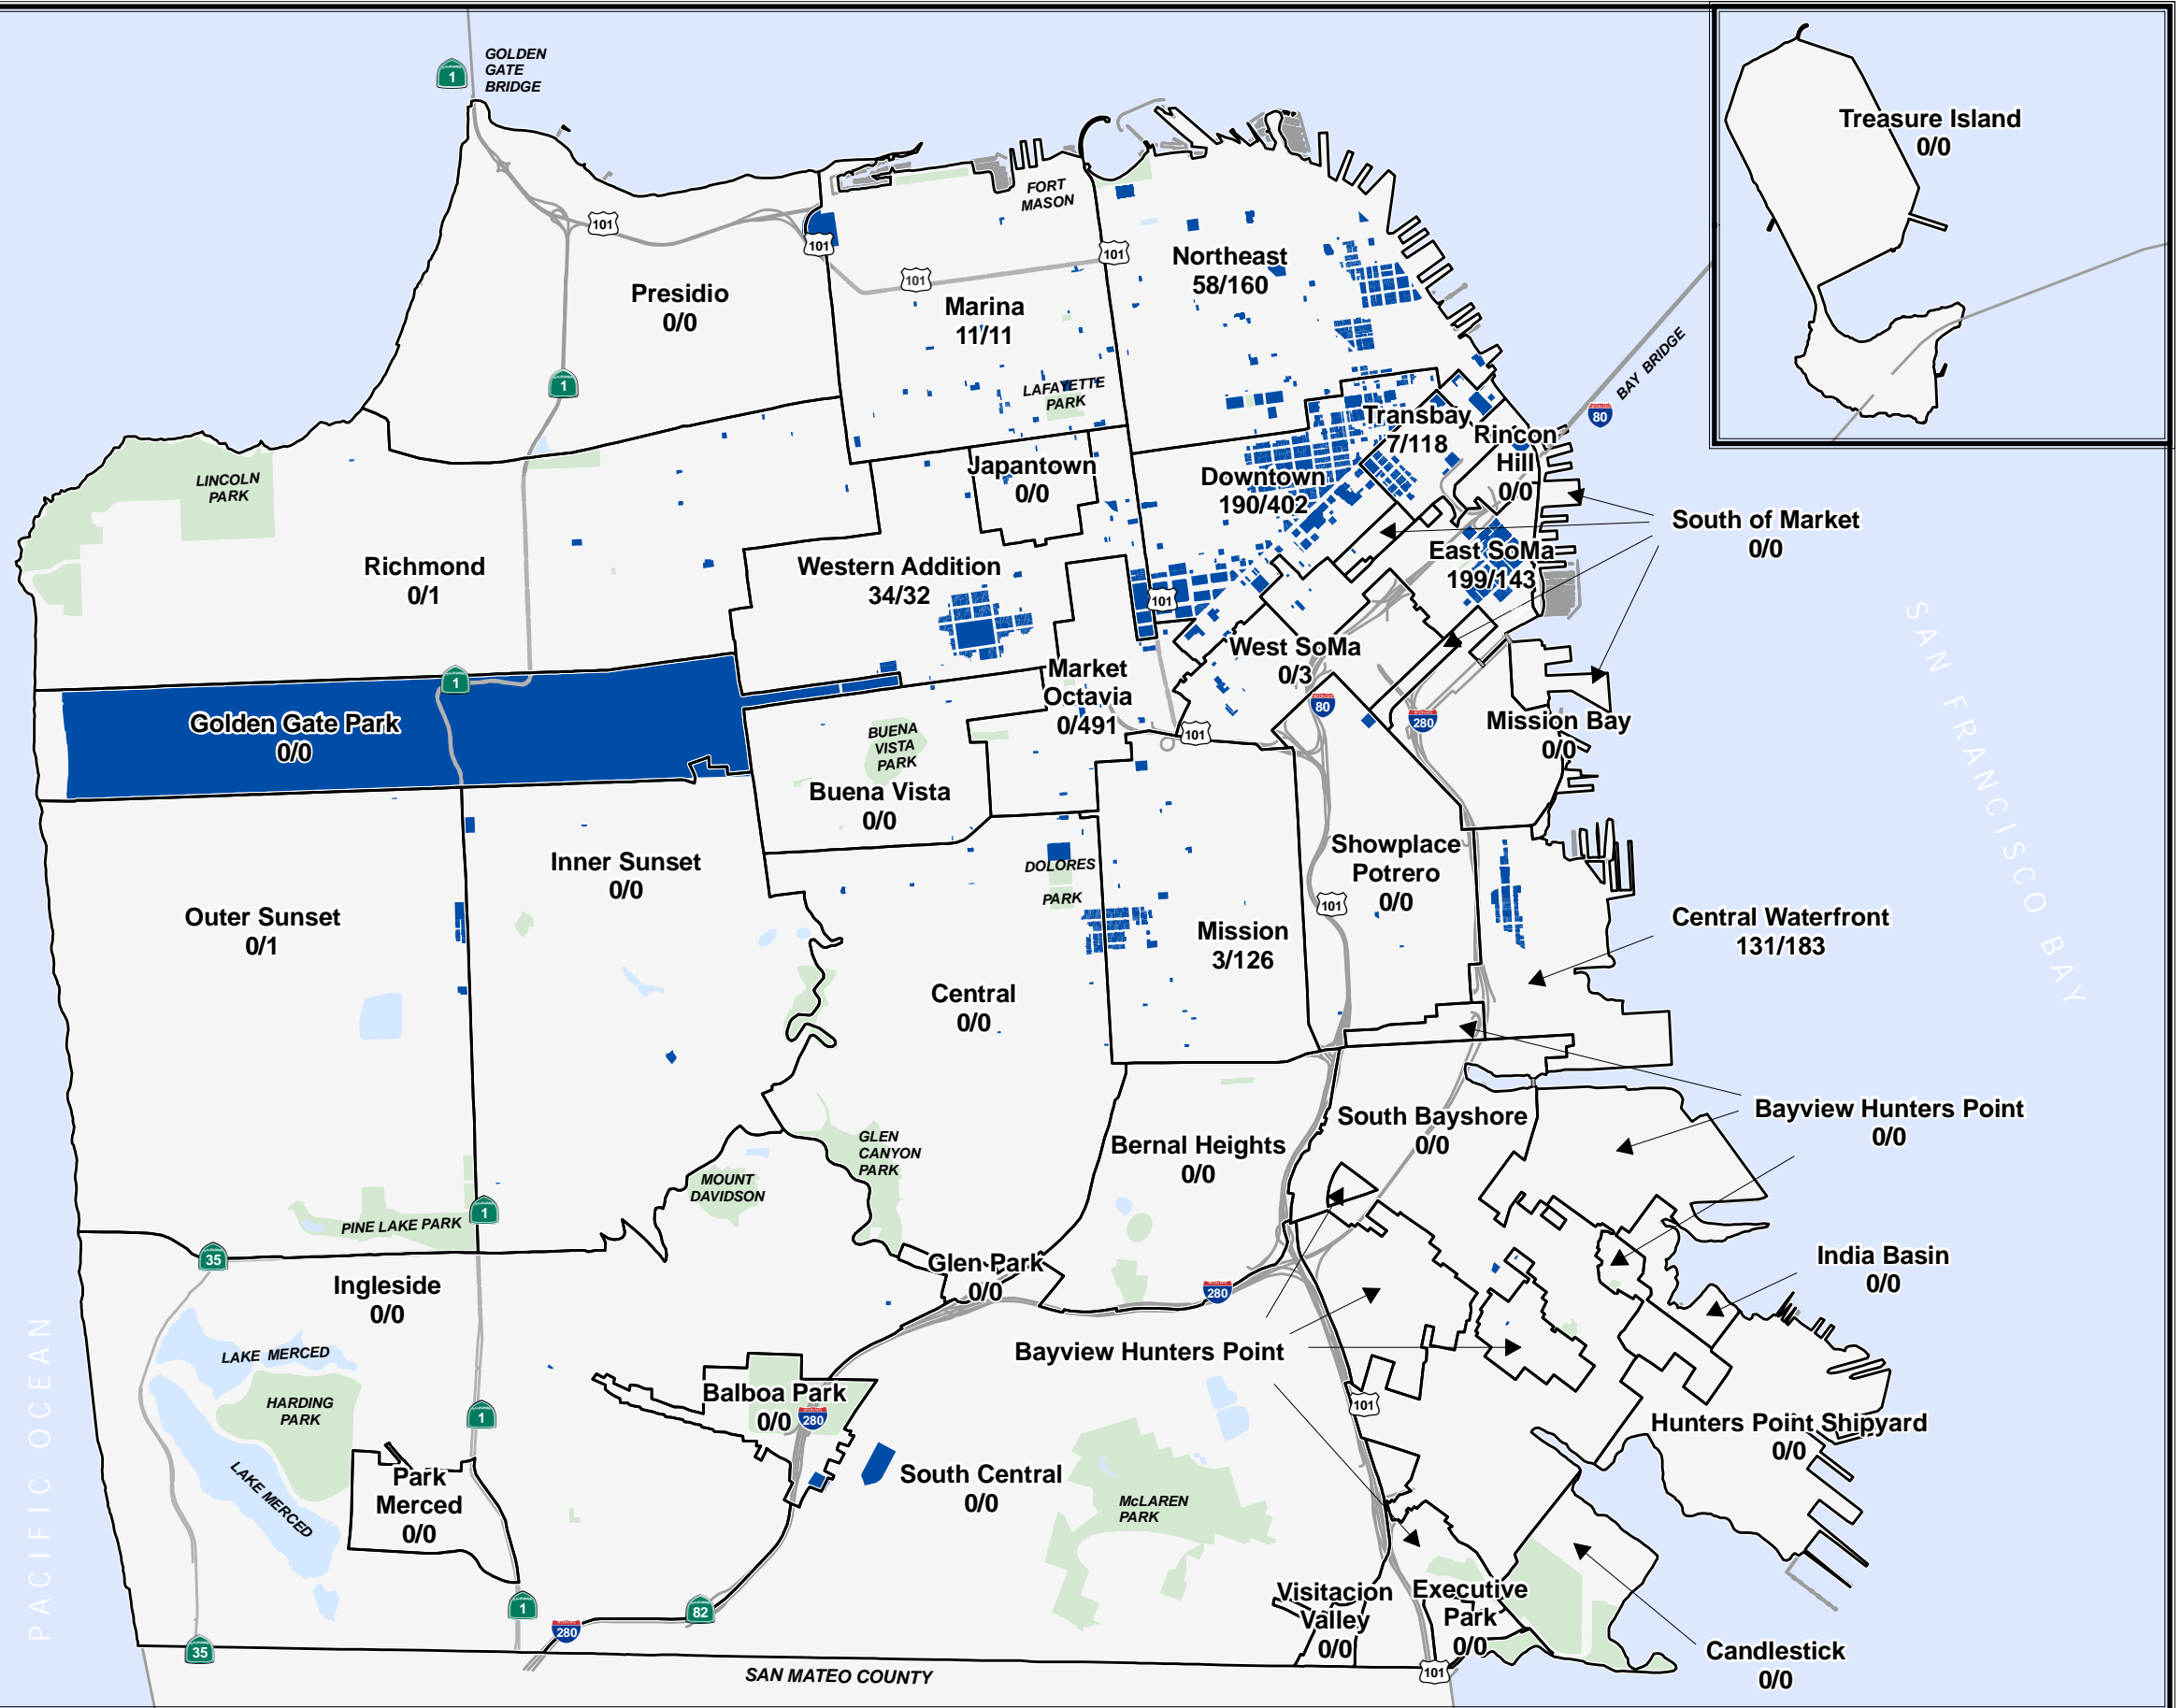 GOLDEN
GATE
BRIDGE
1
Treasure Island
0/0
FORT
MASON
101
101
101
101
Northeast
58/160
Presidio
0/0
Marina
11/11
1
LAFAYETTE
PARK
BAY BRIDGE
80
Transbay
7/118
Rincon
Hill
0/0
Japantown
0/0
Downtown
190/402
LINCOLN
PARK
South of Market
0/0
East SoMa
199/143
Richmond
0/1
Western Addition
34/32
101
West SoMa
0/3
Market
Octavia
0/491
1
80
280
Golden Gate Park
0/0
BUENA
VISTA
PARK
101
Mission Bay
0/0
SAN FRANCISCO BAY
Buena Vista
0/0
Inner Sunset
0/0
DOLORES
PARK
Showplace
Potrero
0/0
101
Outer Sunset
0/1
Mission
3/126
Central Waterfront
131/183
Central
0/0
South Bayshore
0/0
Bayview Hunters Point
0/0
GLEN
CANYON
PARK
Bernal Heights
0/0
MOUNT
DAVIDSON
PINE LAKE PARK
1
35
Glen Park
0/0
280
India Basin
0/0
Ingleside
0/0
PACIFIC OCEAN
LAKE MERCED
Bayview Hunters Point
HARDING
PARK
1
Balboa Park
0/0
280
101
Hunters Point Shipyard
0/0
LAKE MERCED
Park
Merced
0/0
South Central
0/0
McLAREN
PARK
1
280
82
Visitacion
Valley
0/0
Executive
Park
0/0
35
SAN MATEO COUNTY
101
Candlestick
0/0